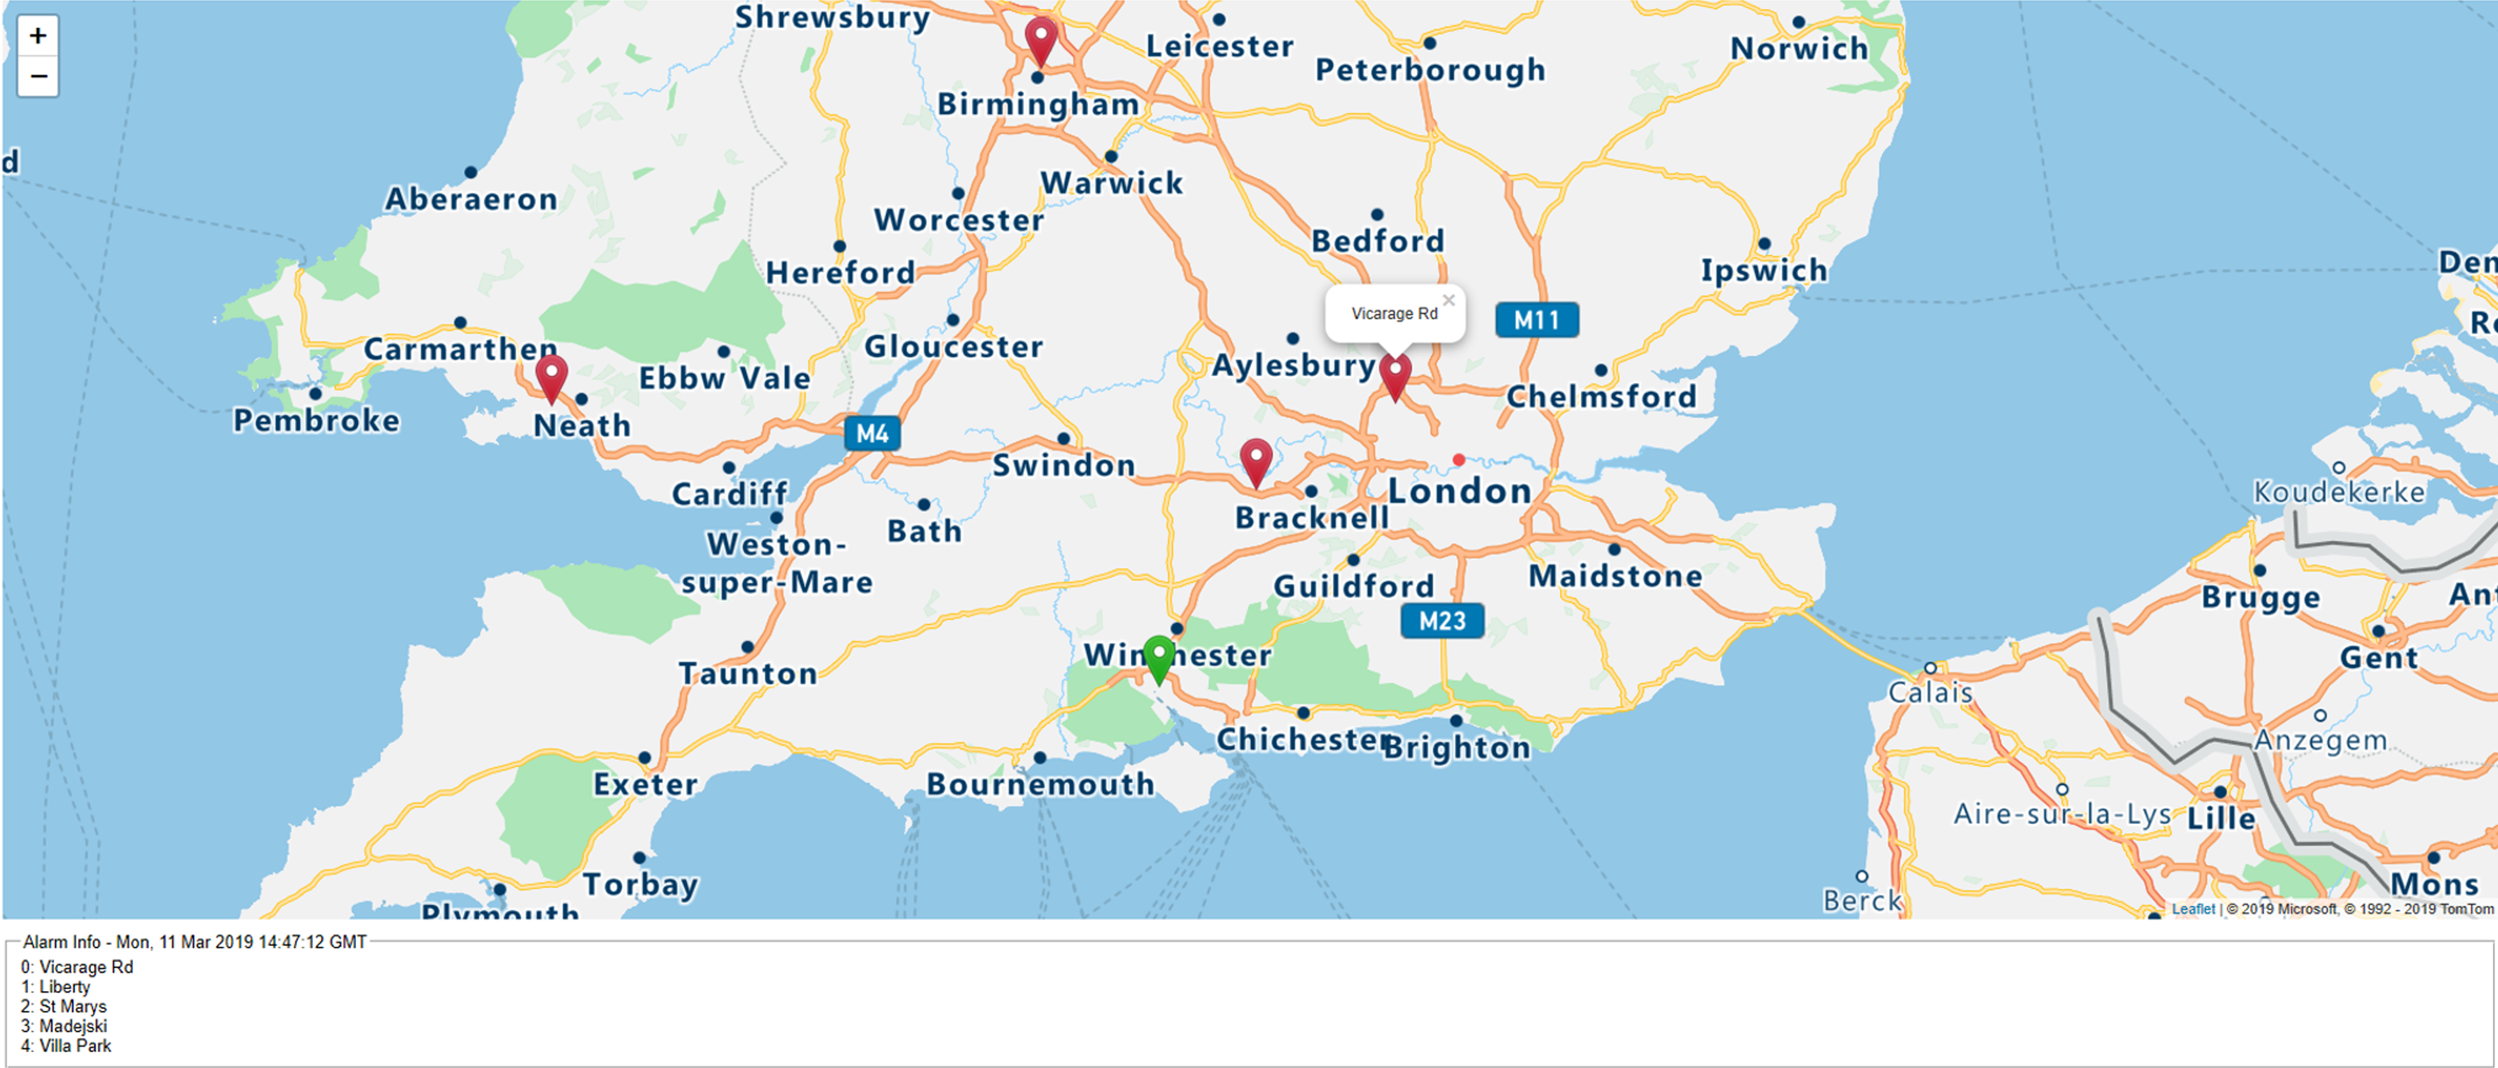 +
−
Shrewsbury
Leicester
Norwich
Peterborough
Birmingham
d
Warwick
Aberaeron
Worcester
Bedford
Hereford
Ipswich
Den
Vicarage Rd ×
M11
R
Carmarthen
Gloucester
Aylesbury
Ebbw Vale
Chelmsford
Pembroke
Neath
M4
Swindon
Cardiff
London
Koudekerke
Bracknell
Bath
Weston-
super-Mare
Guildford
Maidstone
Brugge
Ant
M23
Winchester
Gent
Taunton
Calais
Chichester
Brighton
Anzegem
Exeter
Bournemouth
Aire-sur-la-Lys
Lille
Torbay
Mons
Berck
Plymouth
Leaflet | © 2019 Microsoft, © 1992 - 2019 TomTom
Alarm Info - Mon, 11 Mar 2019 14:47:12 GMT
0: Vicarage Rd
1: Liberty
2: St Marys
3: Madejski
4: Villa Park